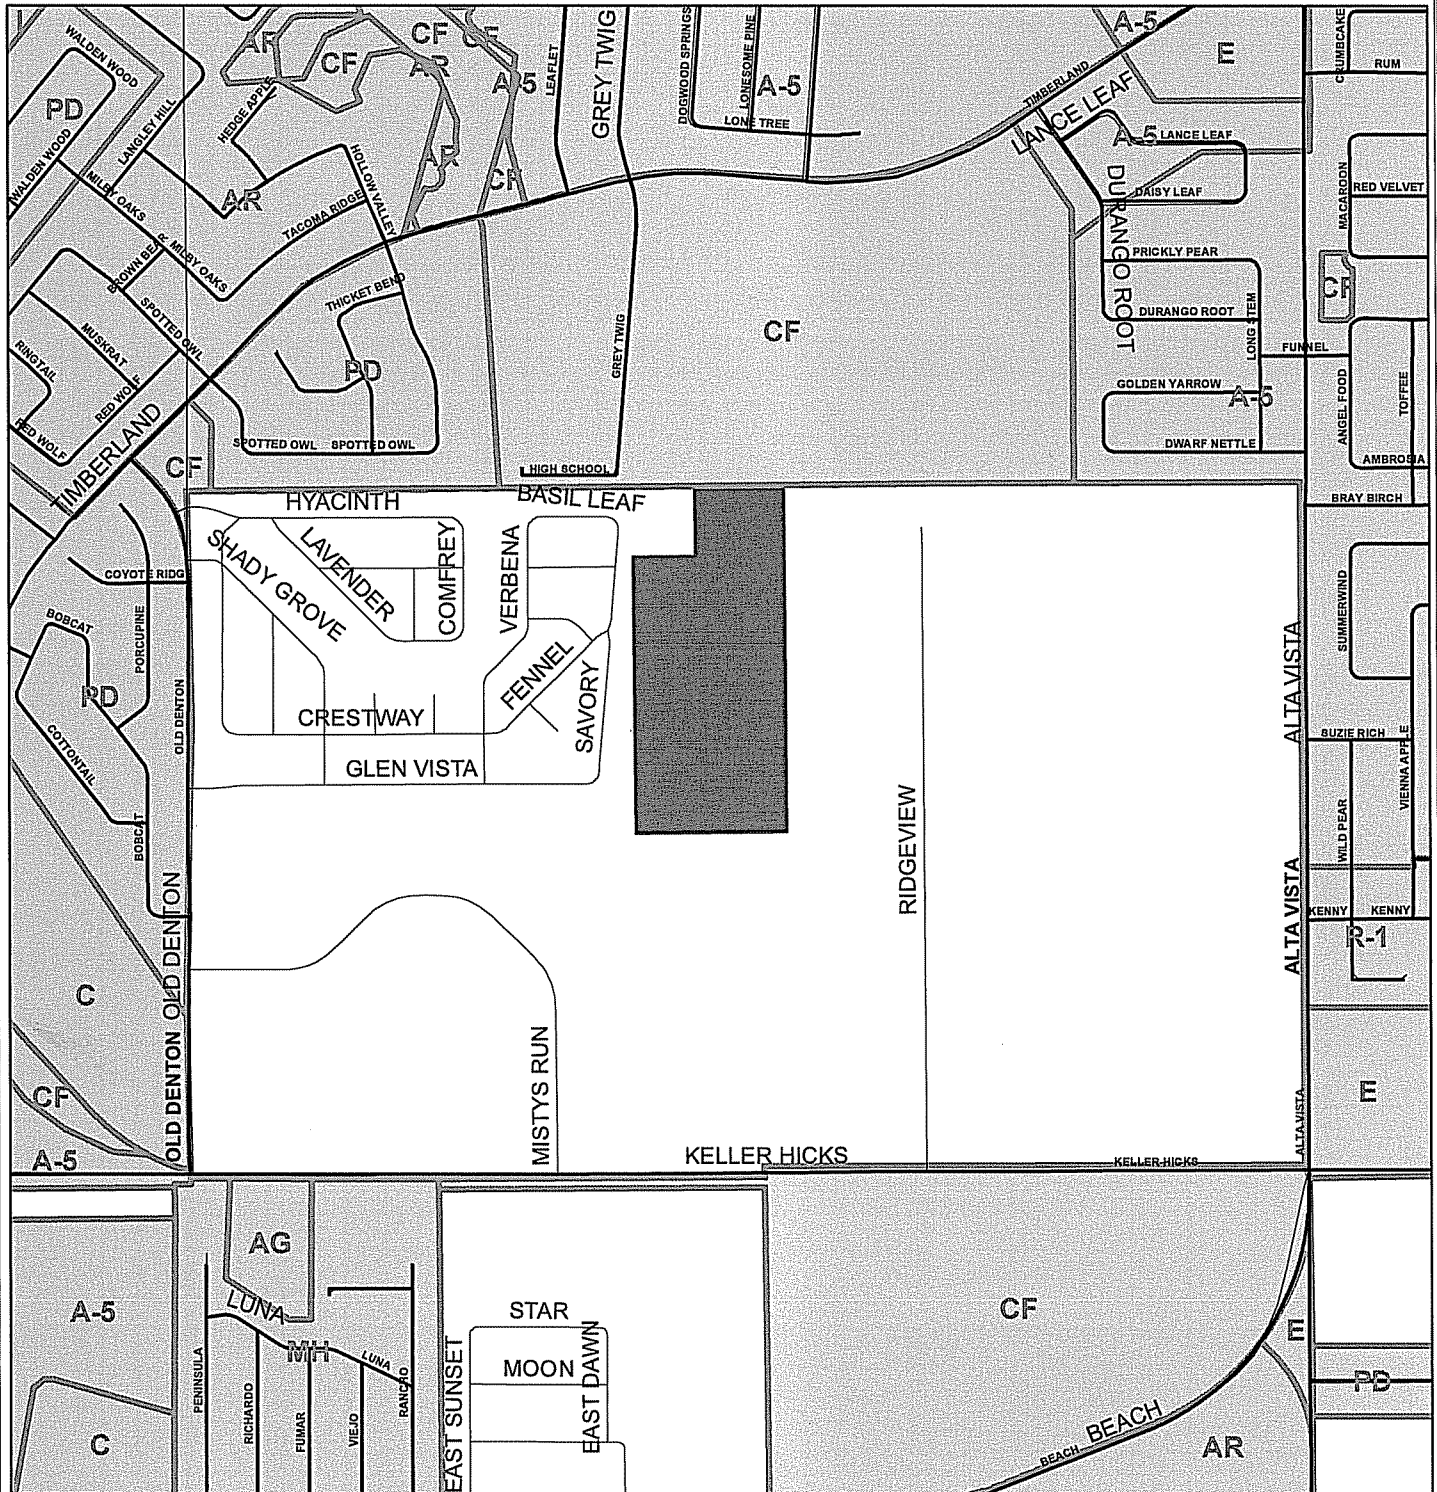 CF
A-5
E
CRUMBCAKE
RUM
AR
CF
CF
AR
A-5
LEAFLET
GREY TWIG
DOGWOOD SPRINGS
LONESOME PINE
A-5
LONE TREE
TIMBERLAND
LANCE LEAF
WALDEN WOOD
PD
WALDEN WOOD
LANGLEY HILL
HEDGE APPLE
MILBY OAKS
AR
TACOMA RIDGE
HOLLOW VALLEY
AR
CF
A-5
LANCE LEAF
DAISY LEAF
DURANGO ROOT
MACAROON
RED VELVET
BROWN BEAR
MILBY OAKS
SPOTTED OWL
THICKET BEND
PRICKLY PEAR
CF
MUSKRAT
RINGTAIL
RED WOLF
RED WOLF
PD
GREY TWIG
CF
DURANGO ROOT
LONG STEM
FUNNEL
GOLDEN YARROW
A-5
ANGEL FOOD
TOFFEE
TIMBERLAND
SPOTTED OWL
SPOTTED OWL
DWARF NETTLE
AMBROSIA
CF
HIGH SCHOOL
HYACINTH
BASIL LEAF
BRAY BIRCH
SHADY GROVE
LAVENDER
COMFREY
VERBENA
COYOTE RIDG
BOBCAT
PORCUPINE
SUMMERWIND
PD
OLD DENTON
FENNEL
SAVORY
ALTA VISTA
CRESTWAY
SUZIE RICH
COTTONTAIL
GLEN VISTA
VIENNA APPLE
BOBCAT
RIDGEVIEW
WILD PEAR
OLD DENTON
ALTA VISTA
KENNY
KENNY
R-1
C
OLD DENTON
MISTYS RUN
CF
E
ALTA VISTA
A-5
KELLER HICKS
KELLER HICKS
AG
A-5
LUNA
STAR
CF
E
MH
LUNA
MOON
PENINSULA
RICHARDO
FUMAR
VIEJO
RANCHO
EAST SUNSET
EAST DAWN
PD
BEACH
BEACH
C
AR